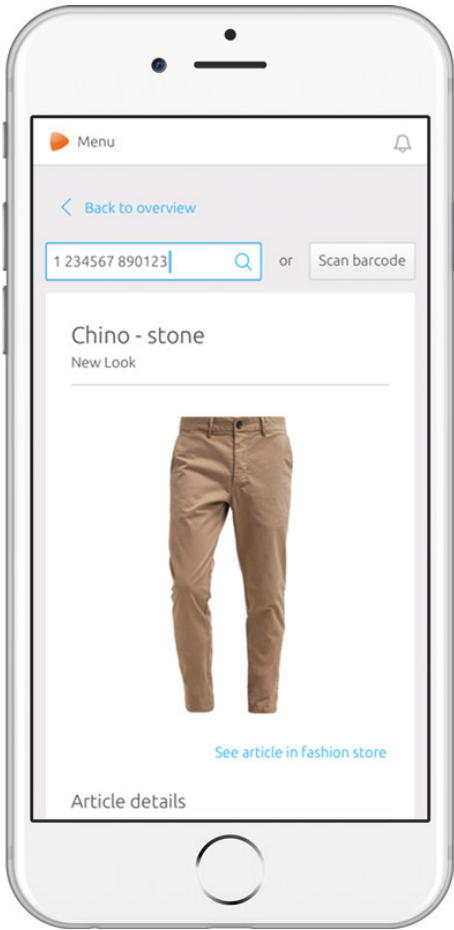 Menu
Back to overview
1 234567 890123 or Scan barcode
Chino - stone
New Look
See article in fashion store
Article details